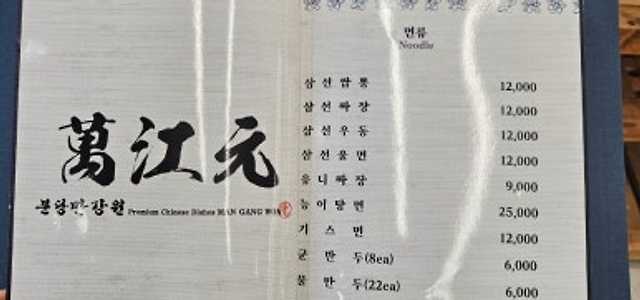 萬江元
분당만강원 Premium Chinese Dishes MAN GANG WON
면류
Noodle
삼선짬뽕 12,000
삼선짜장 12,000
삼선우동 12,000
삼선울면 12,000
유니짜장 9,000
능이탕면 25,000
기스면 12,000
군만두(8ea) 6,000
물만두(22ea) 6,000